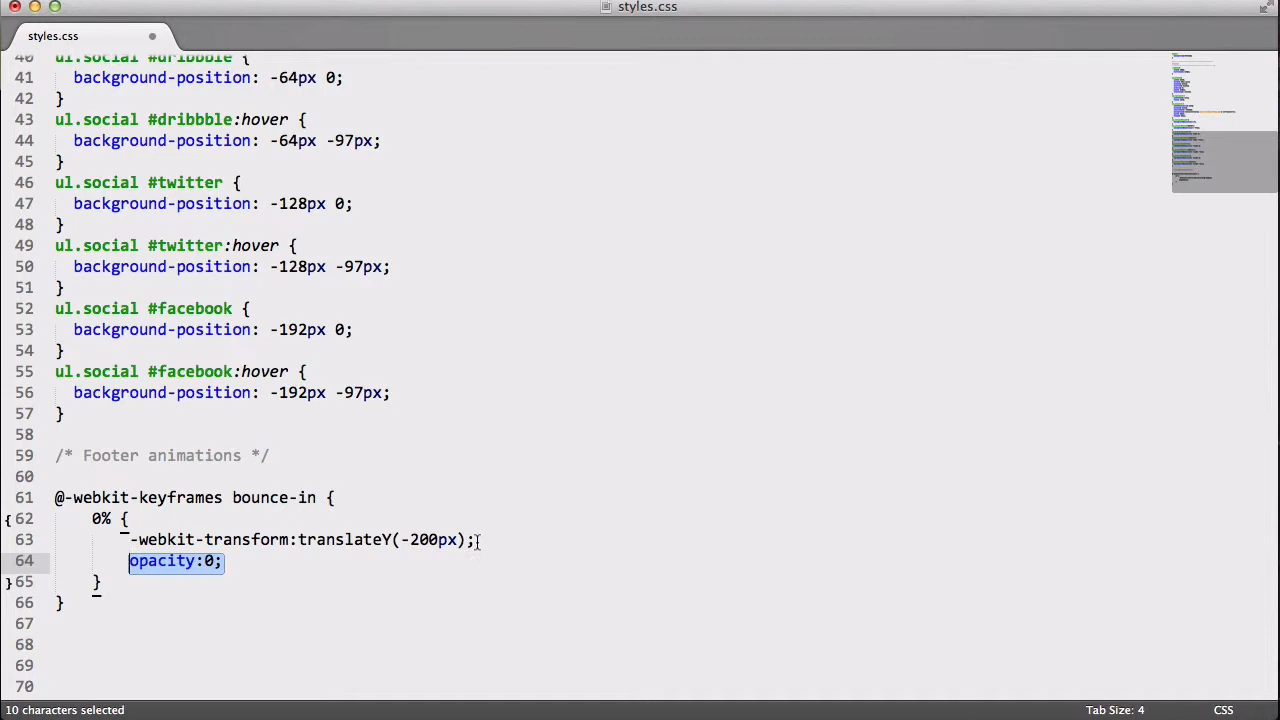 styles.css
styles.css
40 ul.social #dribbble {
41 background-position: -64px 0;
42 }
43 ul.social #dribbble:hover {
44 background-position: -64px -97px;
45 }
46 ul.social #twitter {
47 background-position: -128px 0;
48 }
49 ul.social #twitter:hover {
50 background-position: -128px -97px;
51 }
52 ul.social #facebook {
53 background-position: -192px 0;
54 }
55 ul.social #facebook:hover {
56 background-position: -192px -97px;
57 }
58
59 /* Footer animations */
60
61 @-webkit-keyframes bounce-in {
62 0% {
63 -webkit-transform:translateY(-200px);
64 opacity:0;
65 }
66 }
67
68
69
70
10 characters selected Tab Size: 4 CSS